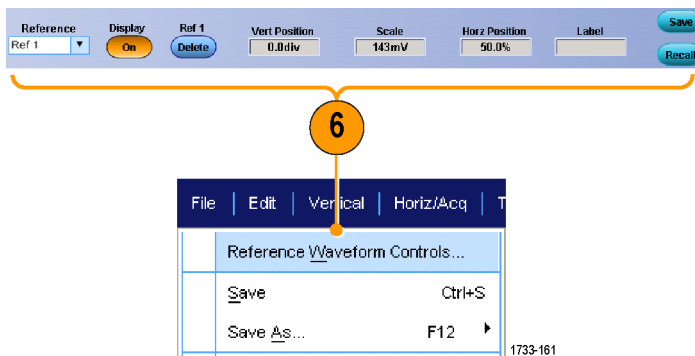 Reference Display Ref 1 Vert Position Scale Horz Position Label Save
Ref 1 On Delete 0.0div 143mV 50.0% Recall
6
File | Edit | Vertical | Horiz/Acq | T
Reference Waveform Controls...
Save Ctrl+S
Save As... F12
1733-161